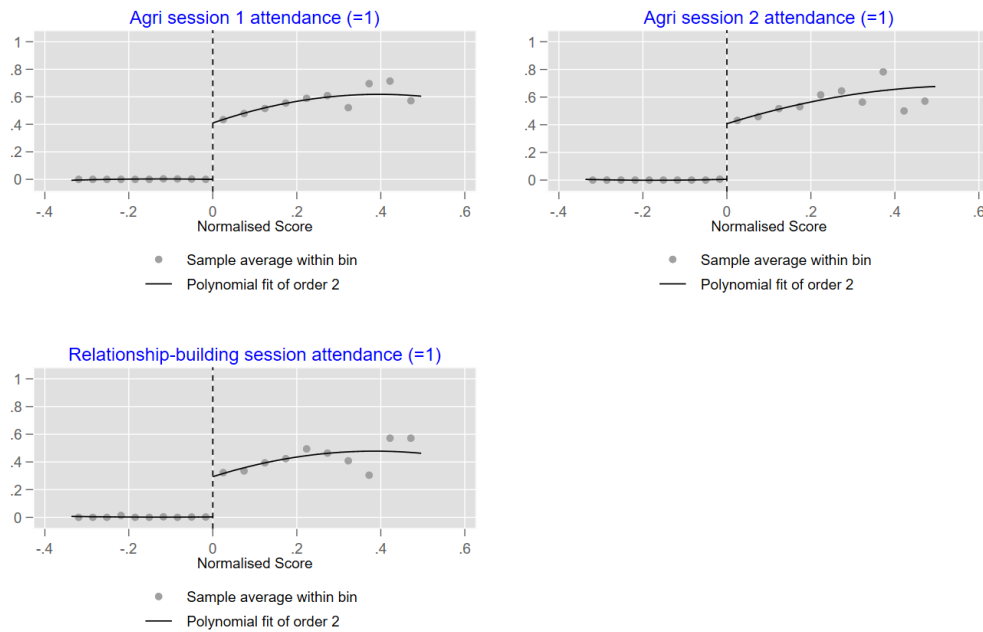 Agri session 1 attendance (=1)
1
.8
.6
.4
.2
0
-.4 -.2 0 .2 .4 .6
Normalised Score
Sample average within bin
Polynomial fit of order 2
Agri session 2 attendance (=1)
1
.8
.6
.4
.2
0
-.4 -.2 0 .2 .4 .6
Normalised Score
Sample average within bin
Polynomial fit of order 2
Relationship-building session attendance (=1)
1
.8
.6
.4
.2
0
-.4 -.2 0 .2 .4 .6
Normalised Score
Sample average within bin
Polynomial fit of order 2